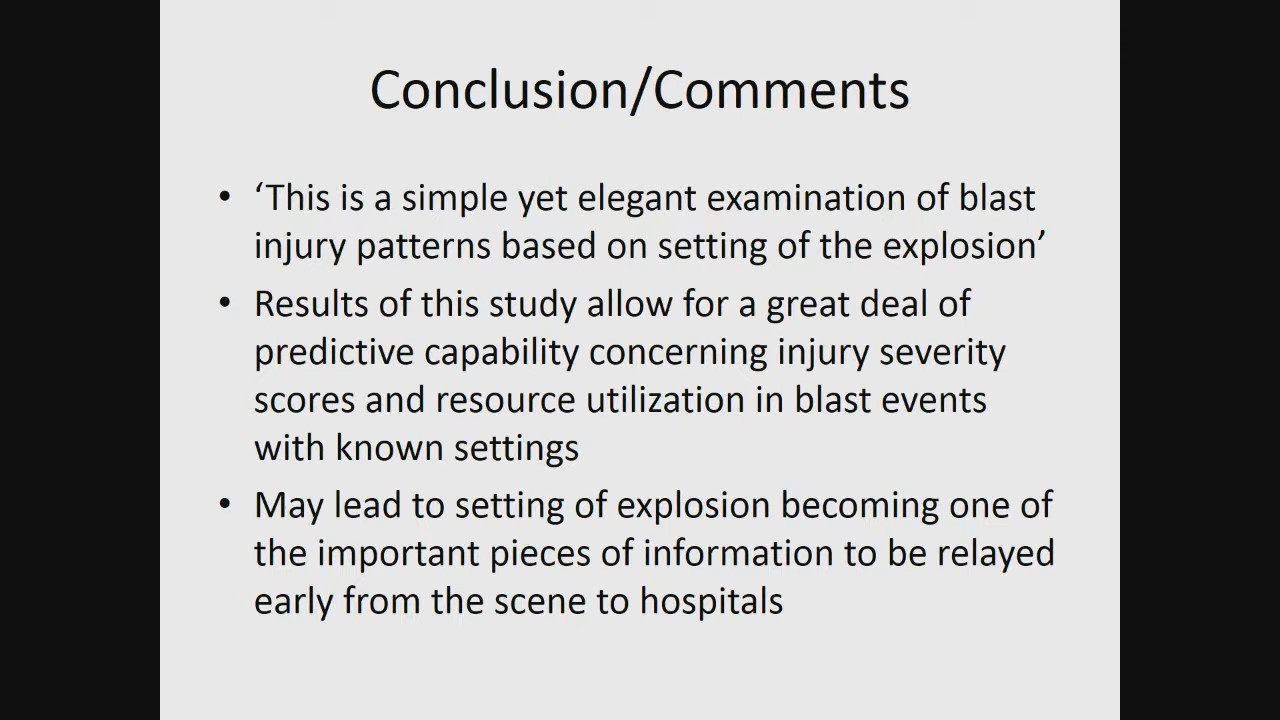 Conclusion/Comments
• ‘This is a simple yet elegant examination of blast
injury patterns based on setting of the explosion’
• Results of this study allow for a great deal of
predictive capability concerning injury severity
scores and resource utilization in blast events
with known settings
• May lead to setting of explosion becoming one of
the important pieces of information to be relayed
early from the scene to hospitals